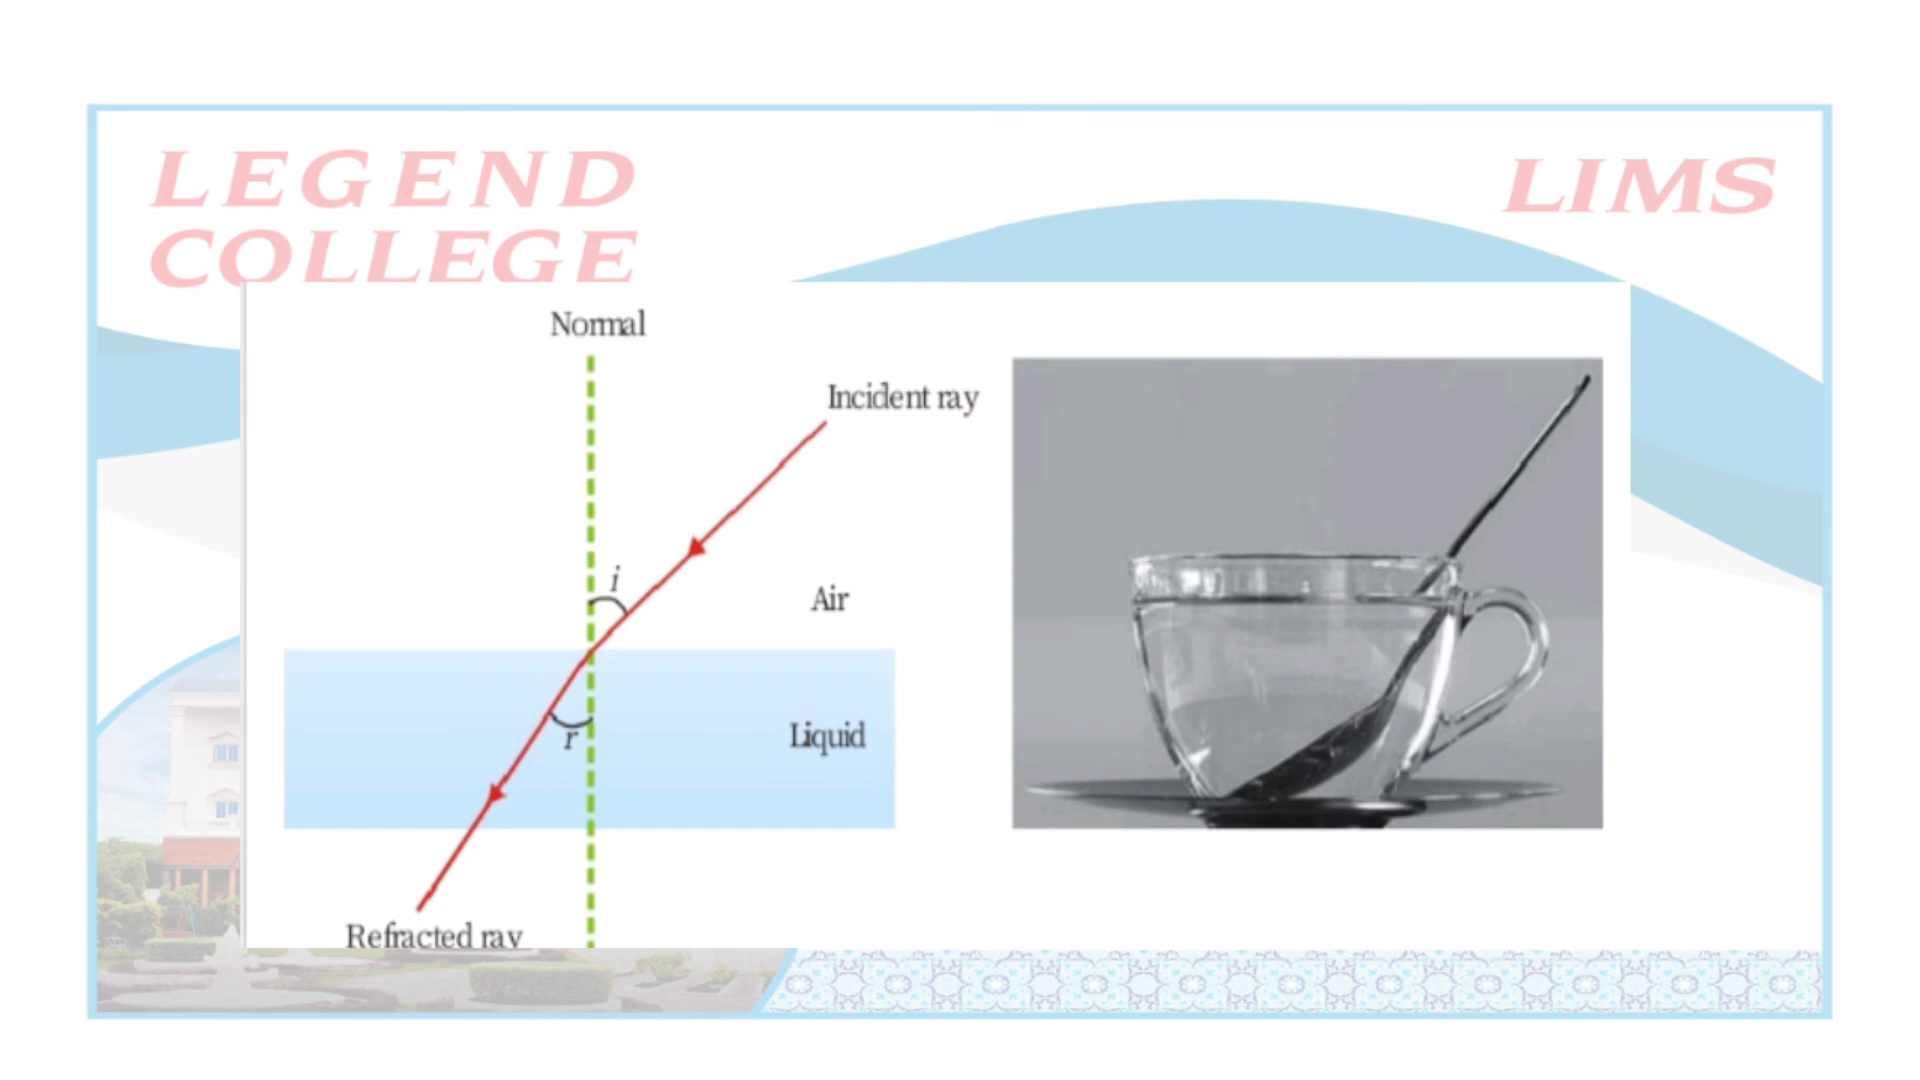 LEGEND
COLLEGE
LIMS
Normal
Incident ray
i
Air
Liquid
r
Refracted ray